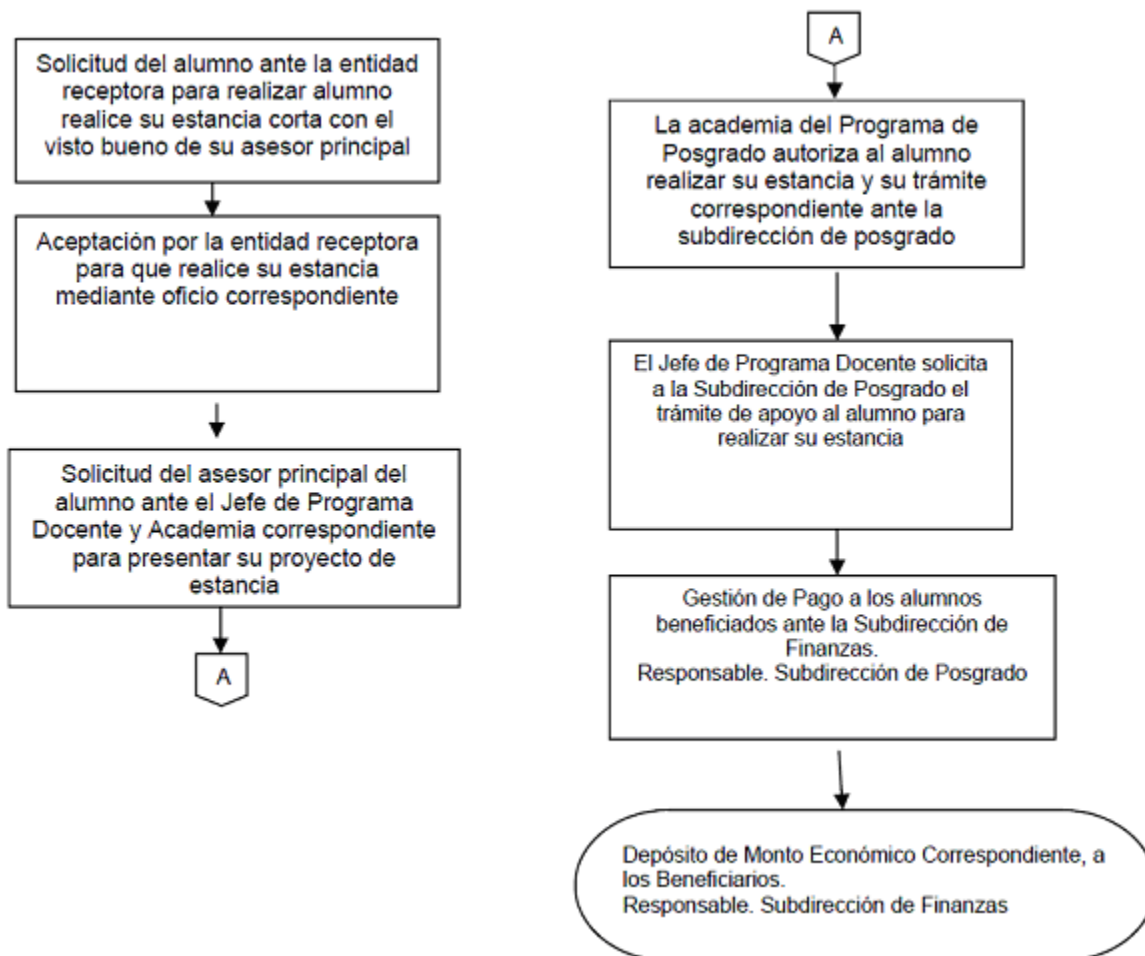 Solicitud del alumno ante la entidad
receptora para realizar alumno
realice su estancia corta con el
visto bueno de su asesor principal
Aceptación por la entidad receptora
para que realice su estancia
mediante oficio correspondiente
Solicitud del asesor principal del
alumno ante el Jefe de Programa
Docente y Academia correspondiente
para presentar su proyecto de
estancia
A
A
La academia del Programa de
Posgrado autoriza al alumno
realizar su estancia y su trámite
correspondiente ante la
subdirección de posgrado
El Jefe de Programa Docente solicita
a la Subdirección de Posgrado el
trámite de apoyo al alumno para
realizar su estancia
Gestión de Pago a los alumnos
beneficiados ante la Subdirección de
Finanzas.
Responsable. Subdirección de Posgrado
Depósito de Monto Económico Correspondiente, a
los Beneficiarios.
Responsable. Subdirección de Finanzas